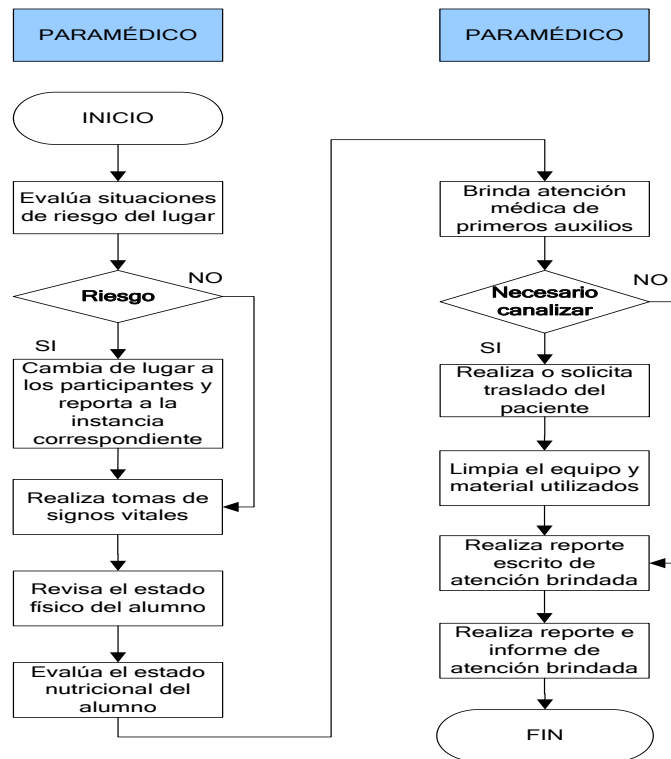 PARAMÉDICO
INICIO
Evalúa situaciones
de riesgo del lugar
NO
Riesgo
SI
Cambia de lugar a
los participantes y
reporta a la
instancia
correspondiente
Realiza tomas de
signos vitales
Revisa el estado
físico del alumno
Evalúa el estado
nutricional del
alumno
PARAMÉDICO
Brinda atención
médica de
primeros auxilios
NO
Necesario
canalizar
SI
Realiza o solicita
traslado del
paciente
Limpia el equipo y
material utilizados
Realiza reporte
escrito de
atención brindada
Realiza reporte e
informe de
atención brindada
FIN